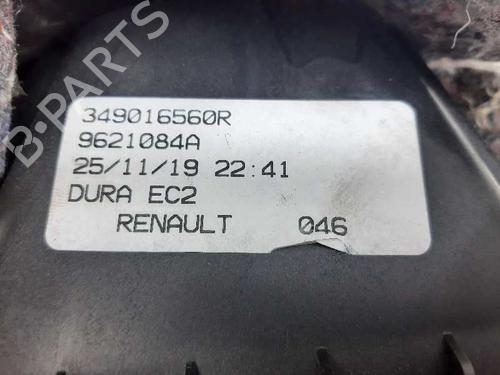 349016560R
9621084A
25/11/19 22:41
DURA EC2
RENAULT 046
B-PARTS